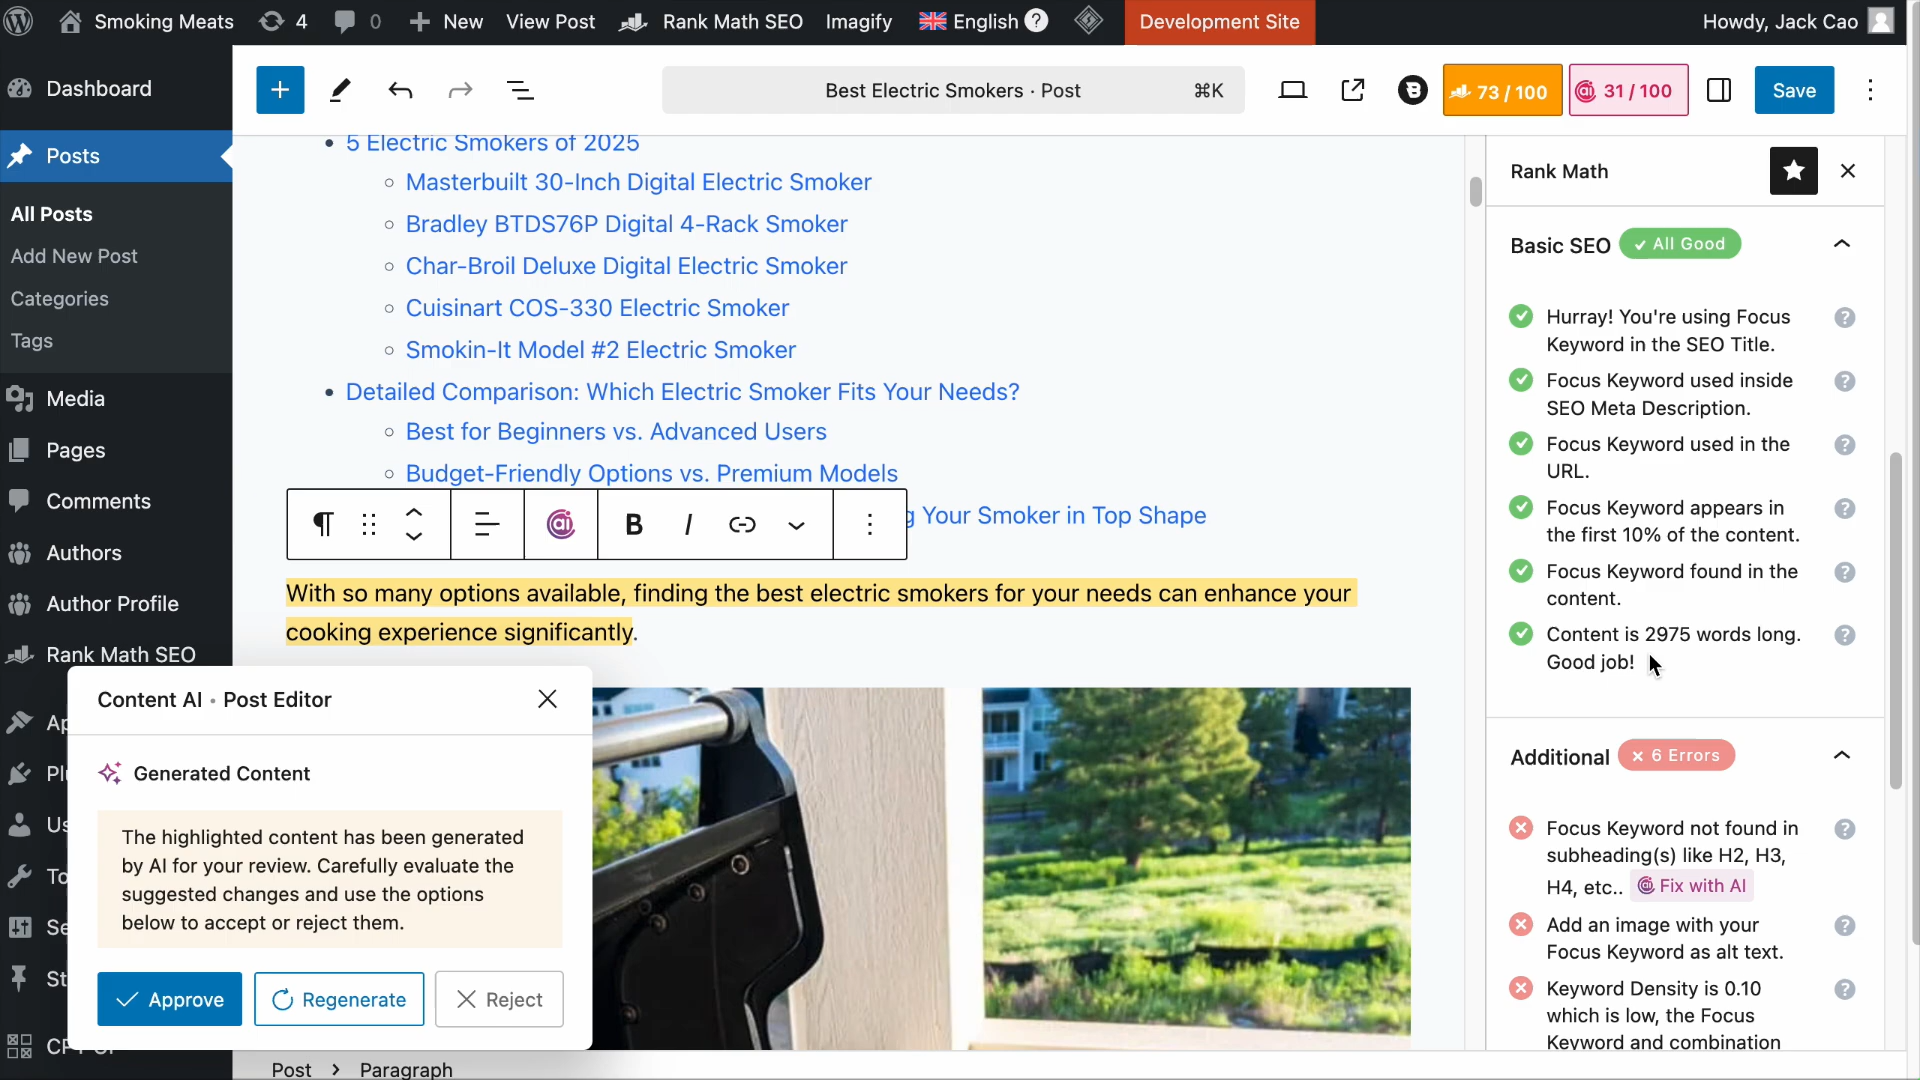 Smoking Meats
4
0
New
View Post
Rank Math SEO
Imagify
English
?
Development Site
Howdy, Jack Cao
Dashboard
Posts
All Posts
Add New Post
Categories
Tags
Media
Pages
Comments
Authors
Author Profile
Rank Math SEO
Best Electric Smokers · Post
⌘K
73 / 100
31 / 100
Save
5 Electric Smokers of 2025
Masterbuilt 30-Inch Digital Electric Smoker
Bradley BTDS76P Digital 4-Rack Smoker
Char-Broil Deluxe Digital Electric Smoker
Cuisinart COS-330 Electric Smoker
Smokin-It Model #2 Electric Smoker
Detailed Comparison: Which Electric Smoker Fits Your Needs?
Best for Beginners vs. Advanced Users
Budget-Friendly Options vs. Premium Models
g Your Smoker in Top Shape
B I
With so many options available, finding the best electric smokers for your needs can enhance your
cooking experience significantly.
Content AI · Post Editor
Generated Content
The highlighted content has been generated
by AI for your review. Carefully evaluate the
suggested changes and use the options
below to accept or reject them.
Approve
Regenerate
Reject
Post > Paragraph
Rank Math
Basic SEO
All Good
Hurray! You're using Focus
Keyword in the SEO Title.
Focus Keyword used inside
SEO Meta Description.
Focus Keyword used in the
URL.
Focus Keyword appears in
the first 10% of the content.
Focus Keyword found in the
content.
Content is 2975 words long.
Good job!
Additional
6 Errors
Focus Keyword not found in
subheading(s) like H2, H3,
H4, etc.. Fix with AI
Add an image with your
Focus Keyword as alt text.
Keyword Density is 0.10
which is low, the Focus
Keyword and combination